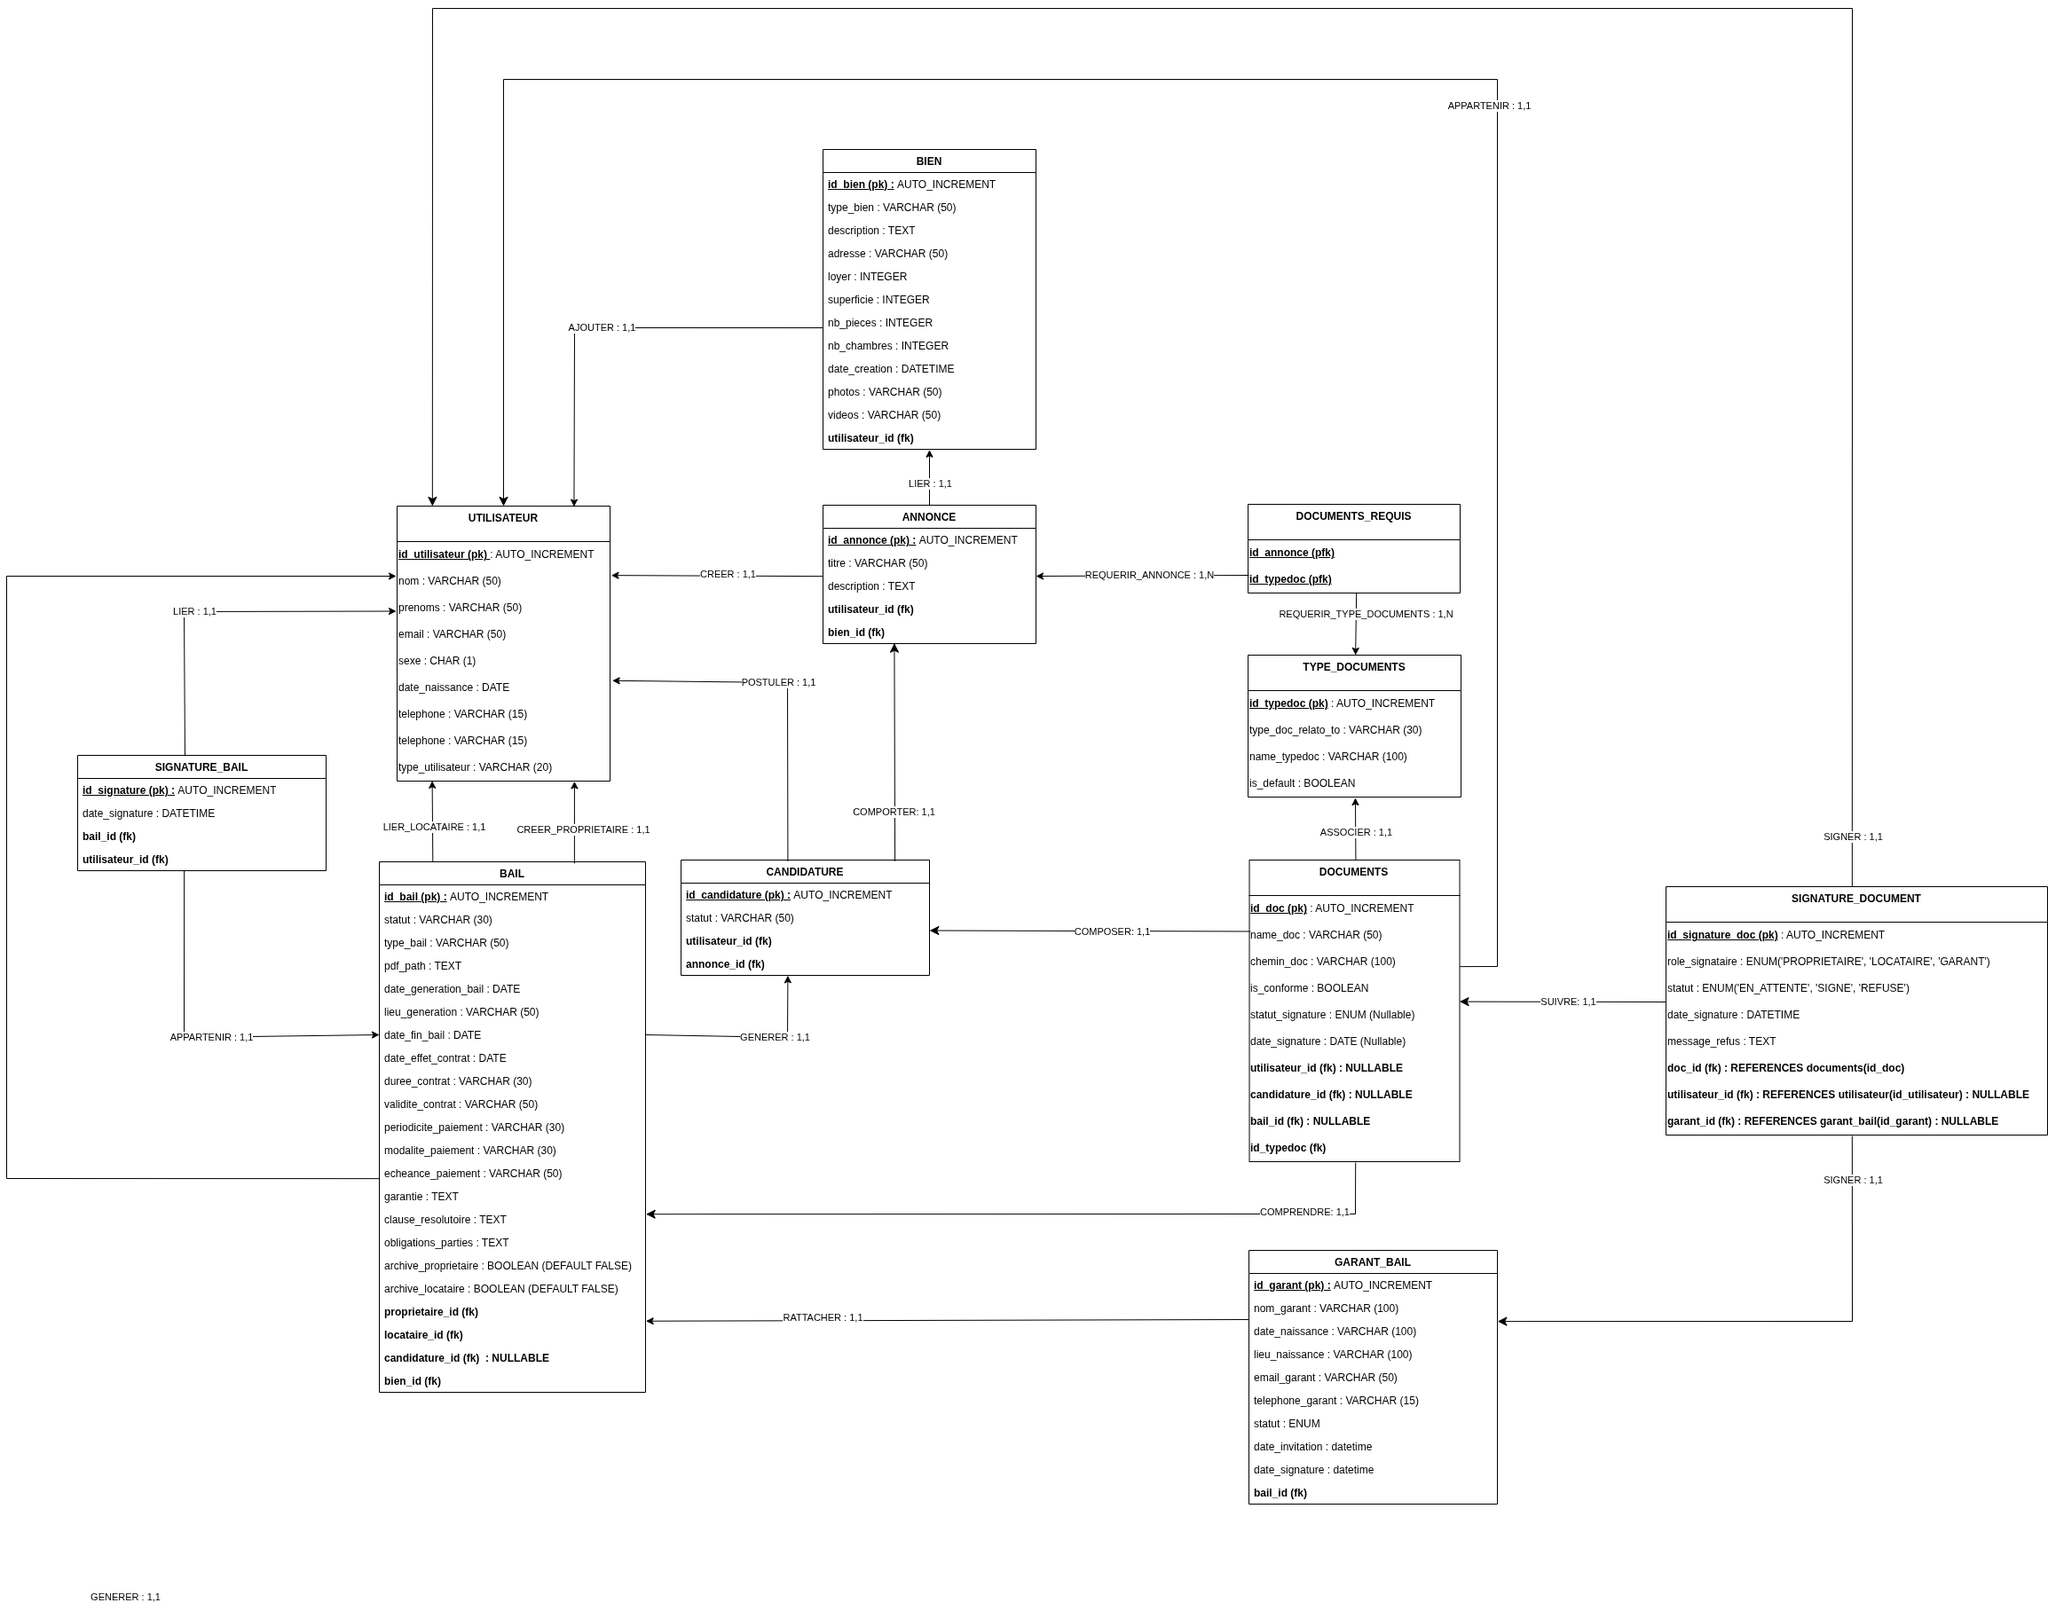 APPARTENIR : 1,1
BIEN
id_bien (pk) : AUTO_INCREMENT
type_bien : VARCHAR (50)
description : TEXT
adresse : VARCHAR (50)
loyer : INTEGER
superficie : INTEGER
nb_pieces : INTEGER
nb_chambres : INTEGER
date_creation : DATETIME
photos : VARCHAR (50)
videos : VARCHAR (50)
utilisateur_id (fk)
AJOUTER : 1,1
LIER : 1,1
UTILISATEUR
id_utilisateur (pk) : AUTO_INCREMENT
nom : VARCHAR (50)
prenoms : VARCHAR (50)
email : VARCHAR (50)
sexe : CHAR (1)
date_naissance : DATE
telephone : VARCHAR (15)
telephone : VARCHAR (15)
type_utilisateur : VARCHAR (20)
CREER : 1,1
ANNONCE
id_annonce (pk) : AUTO_INCREMENT
titre : VARCHAR (50)
description : TEXT
utilisateur_id (fk)
bien_id (fk)
REQUERIR_ANNONCE : 1,N
DOCUMENTS_REQUIS
id_annonce (pfk)
id_typedoc (pfk)
REQUERIR_TYPE_DOCUMENTS : 1,N
TYPE_DOCUMENTS
id_typedoc (pk) : AUTO_INCREMENT
type_doc_relato_to : VARCHAR (30)
name_typedoc : VARCHAR (100)
is_default : BOOLEAN
LIER : 1,1
POSTULER : 1,1
SIGNATURE_BAIL
id_signature (pk) : AUTO_INCREMENT
date_signature : DATETIME
bail_id (fk)
utilisateur_id (fk)
LIER_LOCATAIRE : 1,1
CREER_PROPRIETAIRE : 1,1
COMPORTER: 1,1
ASSOCIER : 1,1
SIGNER : 1,1
BAIL
id_bail (pk) : AUTO_INCREMENT
statut : VARCHAR (30)
type_bail : VARCHAR (50)
pdf_path : TEXT
date_generation_bail : DATE
lieu_generation : VARCHAR (50)
date_fin_bail : DATE
date_effet_contrat : DATE
duree_contrat : VARCHAR (30)
validite_contrat : VARCHAR (50)
periodicite_paiement : VARCHAR (30)
modalite_paiement : VARCHAR (30)
echeance_paiement : VARCHAR (50)
garantie : TEXT
clause_resolutoire : TEXT
obligations_parties : TEXT
archive_proprietaire : BOOLEAN (DEFAULT FALSE)
archive_locataire : BOOLEAN (DEFAULT FALSE)
proprietaire_id (fk)
locataire_id (fk)
candidature_id (fk)  : NULLABLE
bien_id (fk)
CANDIDATURE
id_candidature (pk) : AUTO_INCREMENT
statut : VARCHAR (50)
utilisateur_id (fk)
annonce_id (fk)
COMPOSER: 1,1
DOCUMENTS
id_doc (pk) : AUTO_INCREMENT
name_doc : VARCHAR (50)
chemin_doc : VARCHAR (100)
is_conforme : BOOLEAN
statut_signature : ENUM (Nullable)
date_signature : DATE (Nullable)
utilisateur_id (fk) : NULLABLE
candidature_id (fk) : NULLABLE
bail_id (fk) : NULLABLE
id_typedoc (fk)
SUIVRE: 1,1
SIGNATURE_DOCUMENT
id_signature_doc (pk) : AUTO_INCREMENT
role_signataire : ENUM('PROPRIETAIRE', 'LOCATAIRE', 'GARANT')
statut : ENUM('EN_ATTENTE', 'SIGNE', 'REFUSE')
date_signature : DATETIME
message_refus : TEXT
doc_id (fk) : REFERENCES documents(id_doc)
utilisateur_id (fk) : REFERENCES utilisateur(id_utilisateur) : NULLABLE
garant_id (fk) : REFERENCES garant_bail(id_garant) : NULLABLE
APPARTENIR : 1,1
GENERER : 1,1
SIGNER : 1,1
COMPRENDRE: 1,1
RATTACHER : 1,1
GARANT_BAIL
id_garant (pk) : AUTO_INCREMENT
nom_garant : VARCHAR (100)
date_naissance : VARCHAR (100)
lieu_naissance : VARCHAR (100)
email_garant : VARCHAR (50)
telephone_garant : VARCHAR (15)
statut : ENUM
date_invitation : datetime
date_signature : datetime
bail_id (fk)
GENERER : 1,1